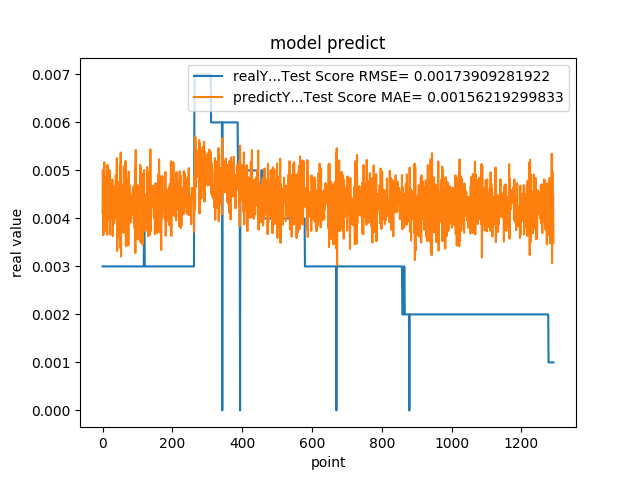 model predict
realY...Test Score RMSE= 0.00173909281922
predictY...Test Score MAE= 0.00156219299833
0.007
0.006
0.005
0.004
0.003
0.002
0.001
0.000
real value
0 200 400 600 800 1000 1200
point